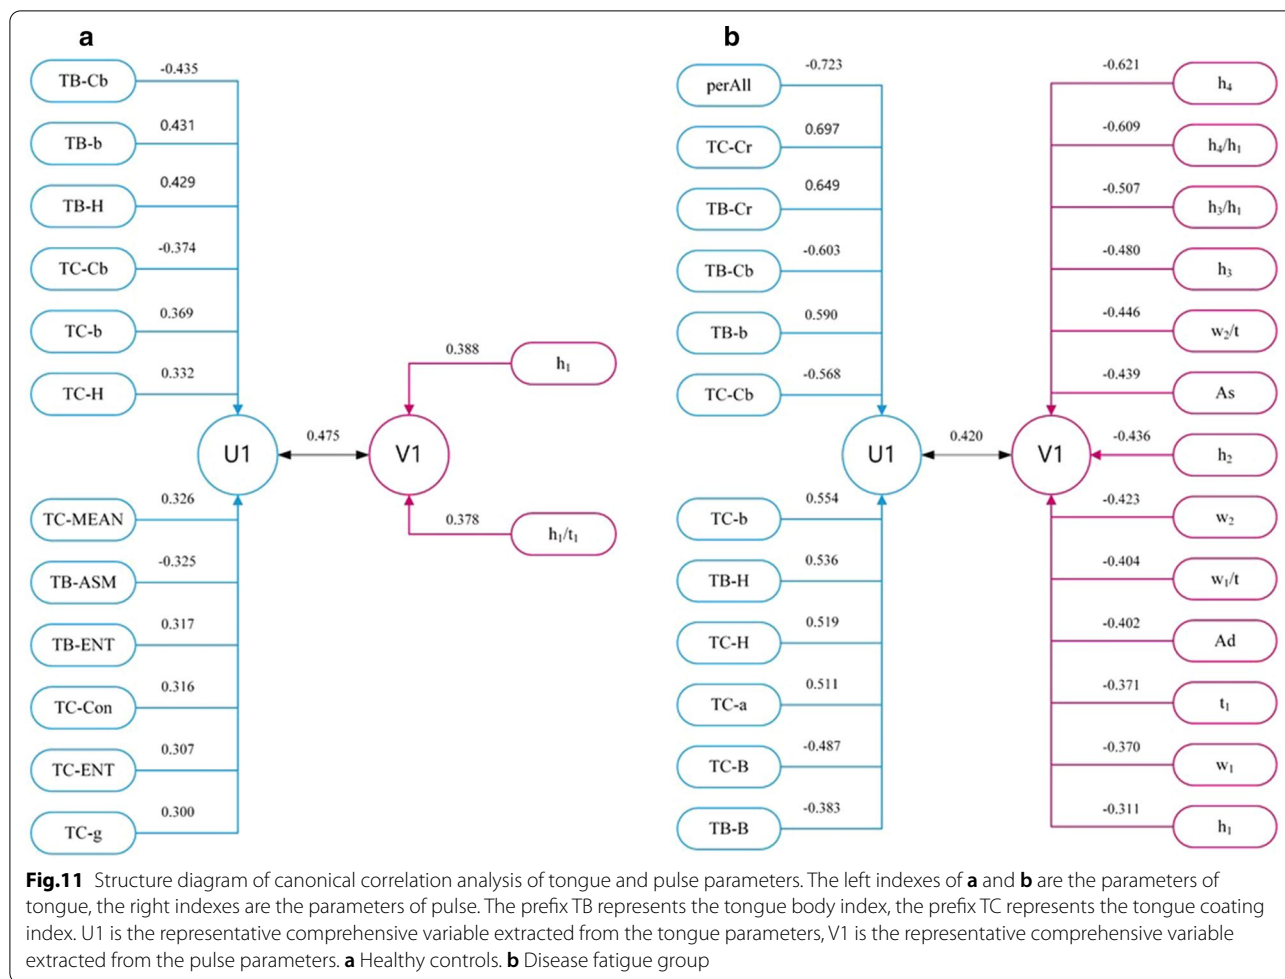 a
TB-Cb -0.435
TB-b 0.431
TB-H 0.429
TC-Cb -0.374
TC-b 0.369
TC-H 0.332
U1 0.475 V1
0.388 h₁
0.378 h₁/t₁
TC-MEAN 0.326
TB-ASM -0.325
TB-ENT 0.317
TC-Con 0.316
TC-ENT 0.307
TC-g 0.300
b
perAll -0.723
TC-Cr 0.697
TB-Cr 0.649
TB-Cb -0.603
TB-b 0.590
TC-Cb -0.568
U1 0.420 V1
TC-b 0.554
TB-H 0.536
TC-H 0.519
TC-a 0.511
TC-B -0.487
TB-B -0.383
-0.621 h₄
-0.609 h₄/h₁
-0.507 h₃/h₁
-0.480 h₃
-0.446 w₂/t
-0.439 As
-0.436 h₂
-0.423 w₂
-0.404 w₁/t
-0.402 Ad
-0.371 t₁
-0.370 w₁
-0.311 h₁
Fig.11 Structure diagram of canonical correlation analysis of tongue and pulse parameters. The left indexes of a and b are the parameters of
tongue, the right indexes are the parameters of pulse. The prefix TB represents the tongue body index, the prefix TC represents the tongue coating
index. U1 is the representative comprehensive variable extracted from the tongue parameters, V1 is the representative comprehensive variable
extracted from the pulse parameters. a Healthy controls. b Disease fatigue group